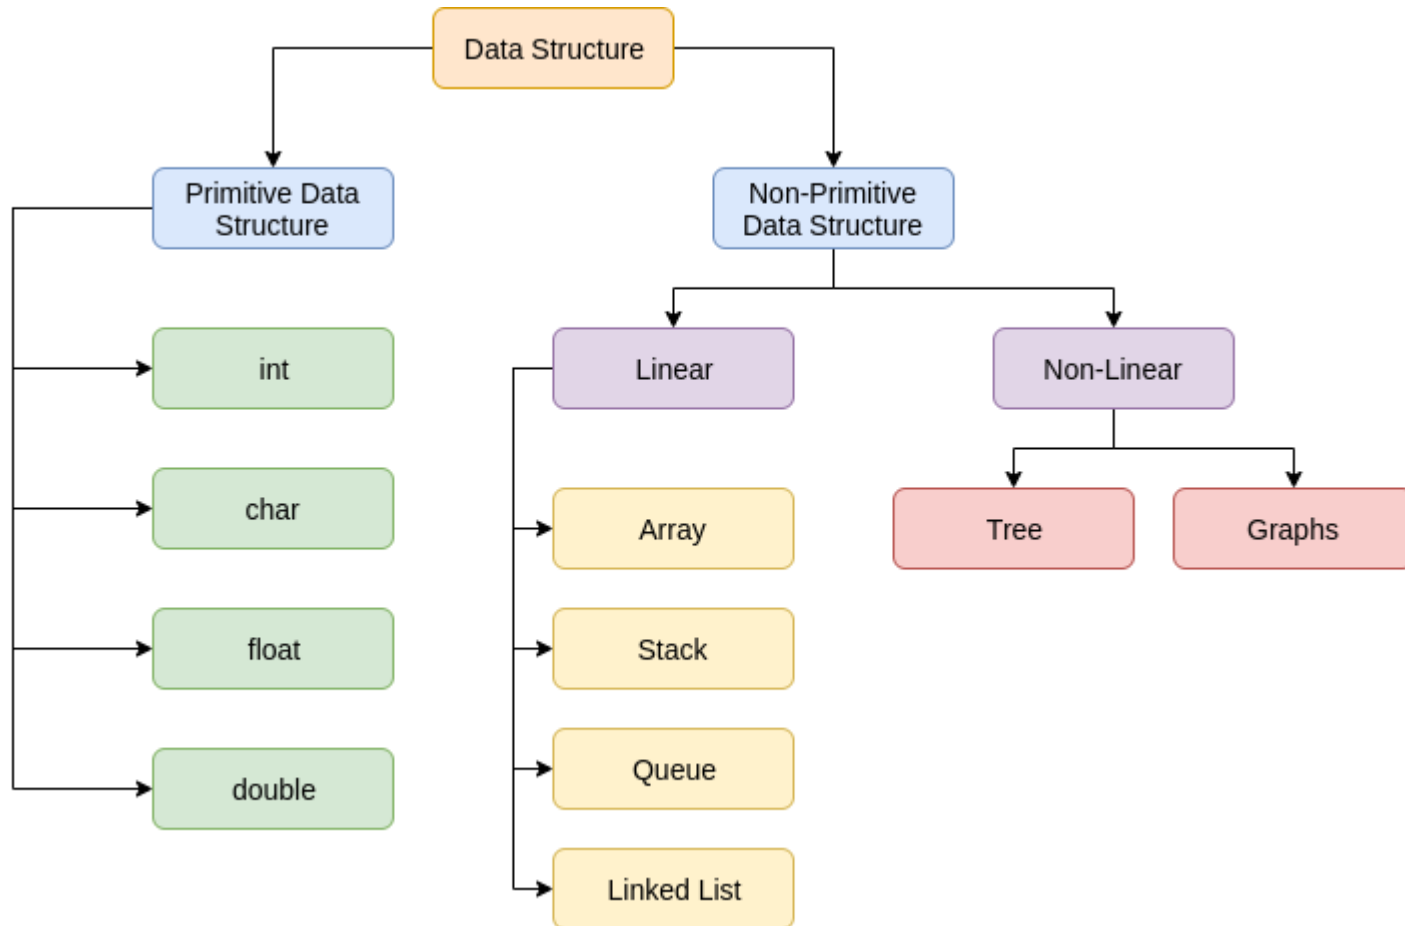 Data Structure
Primitive Data
Structure
Non-Primitive
Data Structure
int
Linear
Non-Linear
char
Array
Tree
Graphs
float
Stack
double
Queue
Linked List